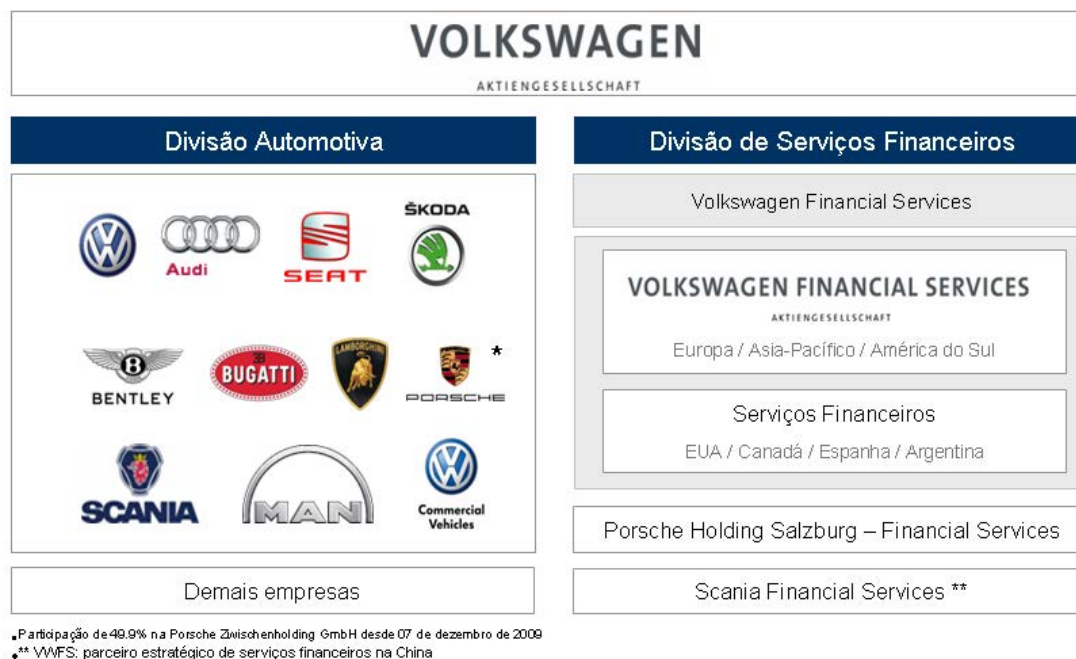 VOLKSWAGEN
AKTIENGESELLSCHAFT
Divisão Automotiva
Audi
SEAT
ŠKODA
BENTLEY
BUGATTI
LAMBORGHINI
PORSCHE
*
SCANIA
MAN
Commercial
Vehicles
Demais empresas
Divisão de Serviços Financeiros
Volkswagen Financial Services
VOLKSWAGEN FINANCIAL SERVICES
AKTIENGESELLSCHAFT
Europa / Asia-Pacífico / América do Sul
Serviços Financeiros
EUA / Canadá / Espanha / Argentina
Porsche Holding Salzburg – Financial Services
Scania Financial Services **
•Participação de 49.9% na Porsche Zwischenholding GmbH desde 07 de dezembro de 2009
•** VWFS: parceiro estratégico de serviços financeiros na China